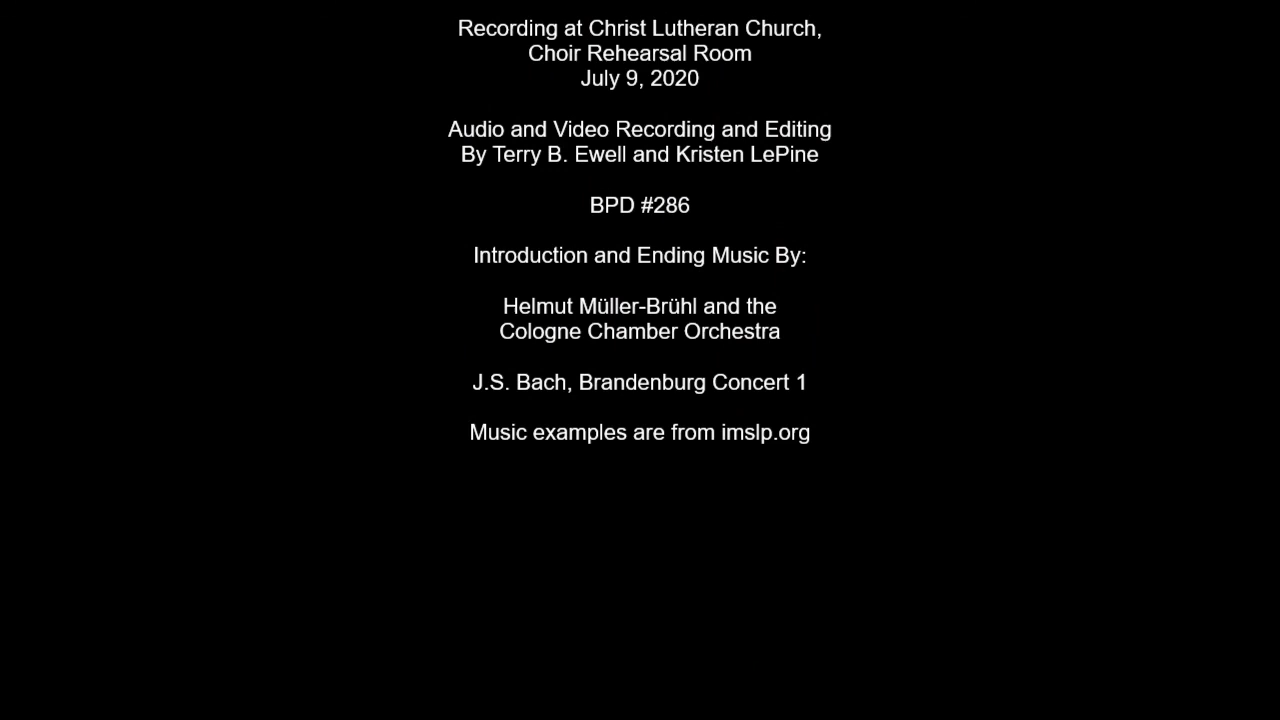 Recording at Christ Lutheran Church,
Choir Rehearsal Room
July 9, 2020
Audio and Video Recording and Editing
By Terry B. Ewell and Kristen LePine
BPD #286
Introduction and Ending Music By:
Helmut Müller-Brühl and the
Cologne Chamber Orchestra
J.S. Bach, Brandenburg Concert 1
Music examples are from imslp.org